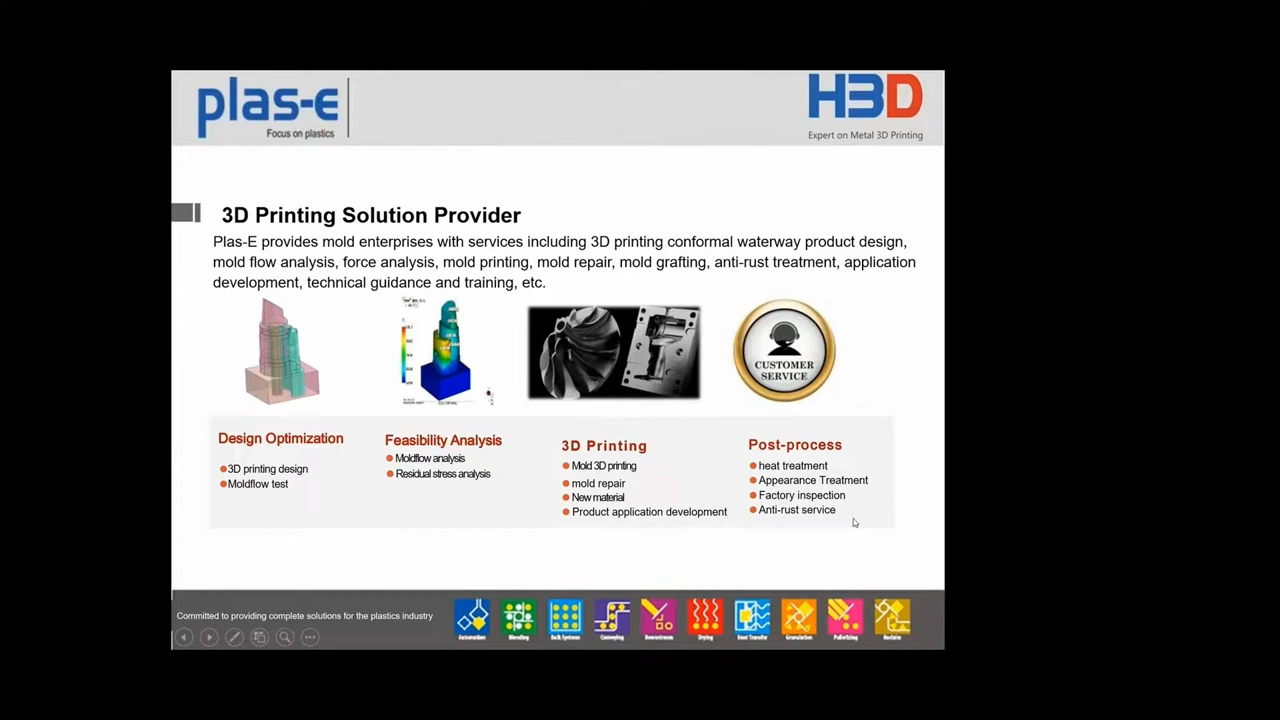 plas-E
Focus on plastics
H3D
Expert on Metal 3D Printing
3D Printing Solution Provider
Plas-E provides mold enterprises with services including 3D printing conformal waterway product design,
mold flow analysis, force analysis, mold printing, mold repair, mold grafting, anti-rust treatment, application
development, technical guidance and training, etc.
CUSTOMER
SERVICE
Design Optimization
3D printing design
Moldflow test
Feasibility Analysis
Moldflow analysis
Residual stress analysis
3D Printing
Mold 3D printing
mold repair
New material
Product application development
Post-process
heat treatment
Appearance Treatment
Factory inspection
Anti-rust service
Committed to providing complete solutions for the plastics industry
Automation
Blending
Bulk Systems
Conveying
Downstream
Drying
Heat Transfer
Granulation
Palletizing
Reclaim